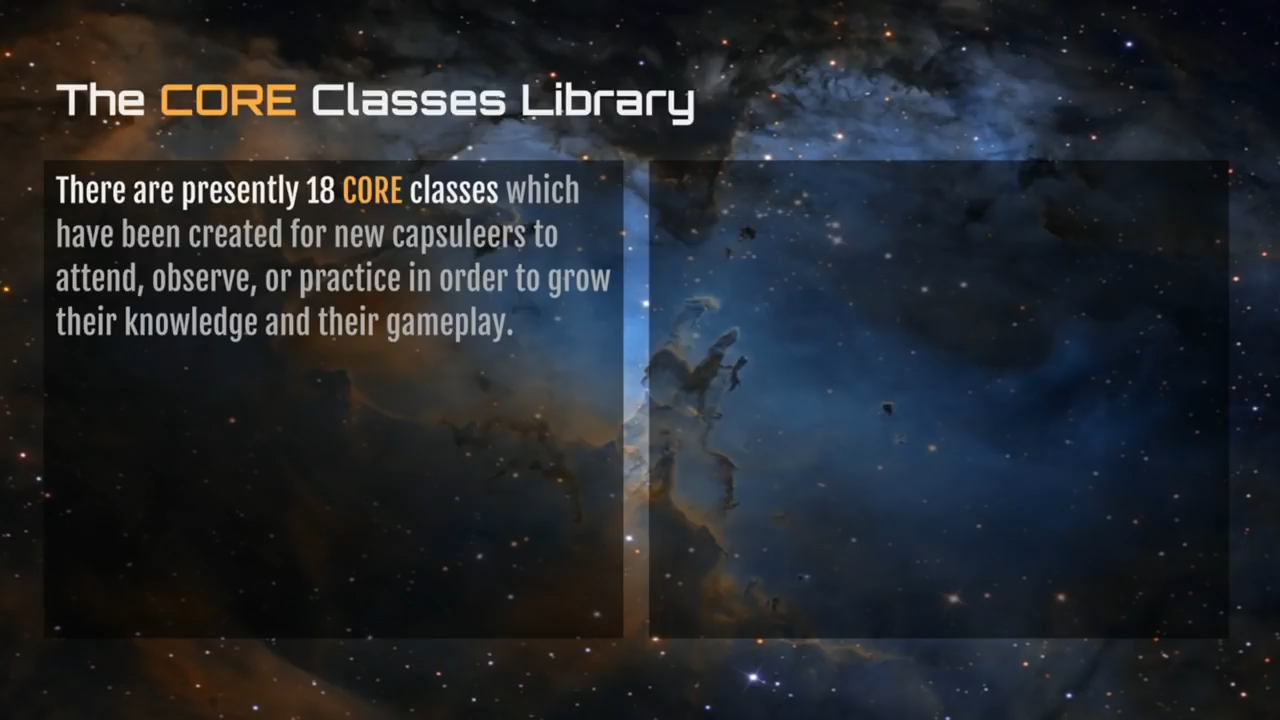 The CORE Classes Library
There are presently 18 CORE classes which
have been created for new capsuleers to
attend, observe, or practice in order to grow
their knowledge and their gameplay.